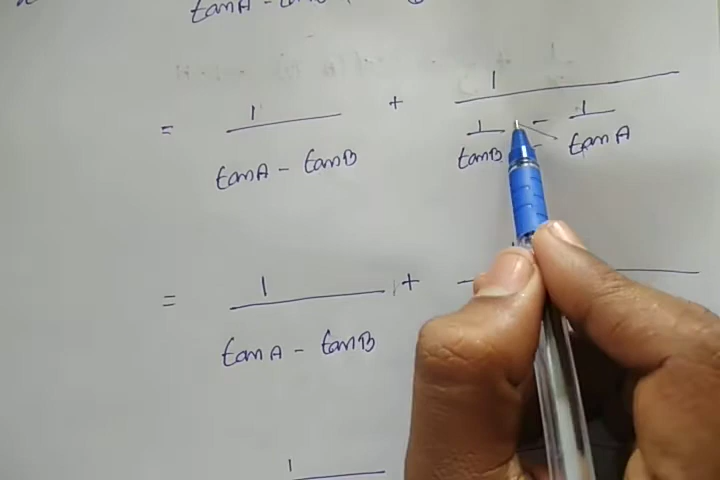 tanA - tanB
= 1/(tanA - tanB) + 1/(1/tanB - 1/tanA)
= 1/(tanA - tanB) +
1